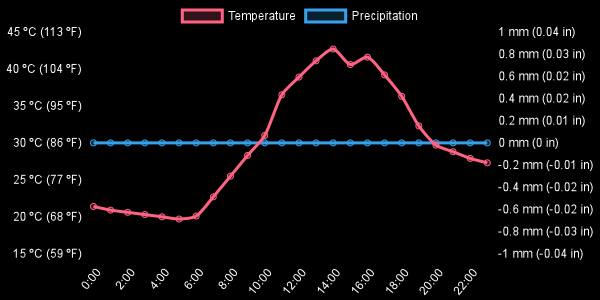 Temperature Precipitation
45 °C (113 °F) 1 mm (0.04 in)
0.8 mm (0.03 in)
40 °C (104 °F)
0.6 mm (0.02 in)
0.4 mm (0.02 in)
35 °C (95 °F)
0.2 mm (0.01 in)
30 °C (86 °F) 0 mm (0 in)
-0.2 mm (-0.01 in)
25 °C (77 °F)
-0.4 mm (-0.02 in)
-0.6 mm (-0.02 in)
20 °C (68 °F)
-0.8 mm (-0.03 in)
15 °C (59 °F) -1 mm (-0.04 in)
0:00 2:00 4:00 6:00 8:00 10:00 12:00 14:00 16:00 18:00 20:00 22:00